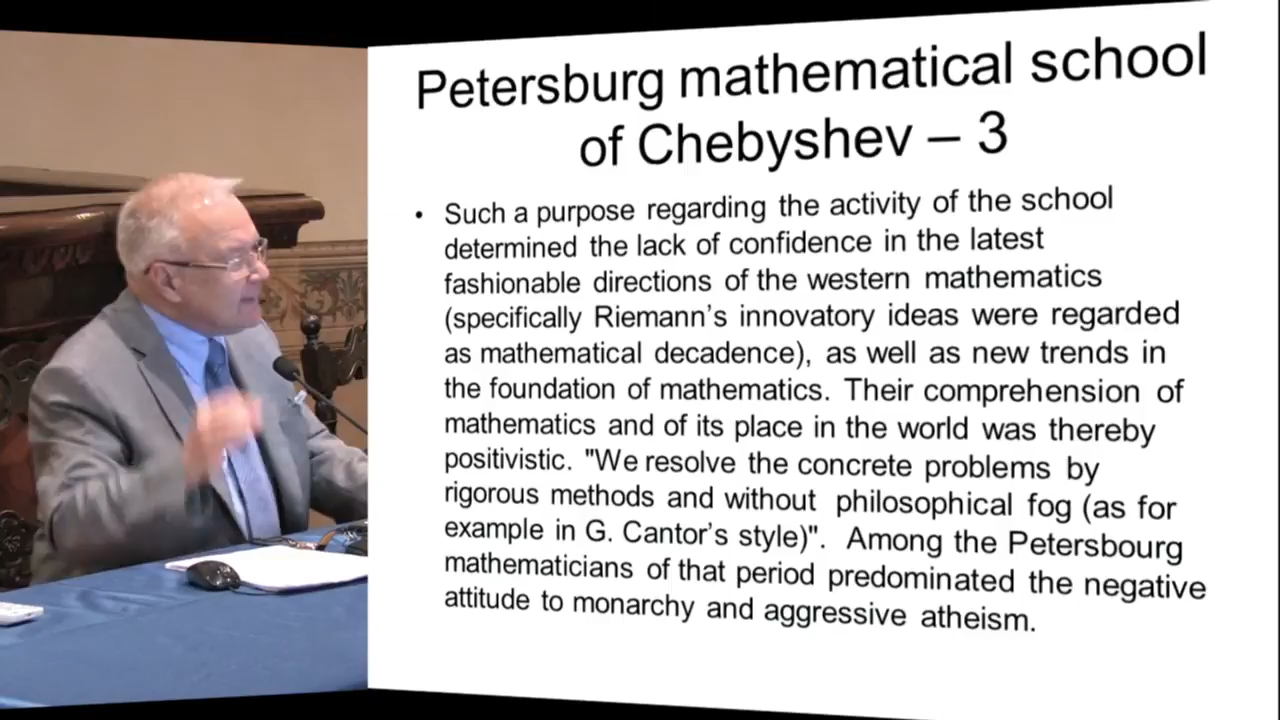 Petersburg mathematical school
of Chebyshev – 3
• Such a purpose regarding the activity of the school
determined the lack of confidence in the latest
fashionable directions of the western mathematics
(specifically Riemann's innovatory ideas were regarded
as mathematical decadence), as well as new trends in
the foundation of mathematics. Their comprehension of
mathematics and of its place in the world was thereby
positivistic. "We resolve the concrete problems by
rigorous methods and without philosophical fog (as for
example in G. Cantor's style)". Among the Petersbourg
mathematicians of that period predominated the negative
attitude to monarchy and aggressive atheism.